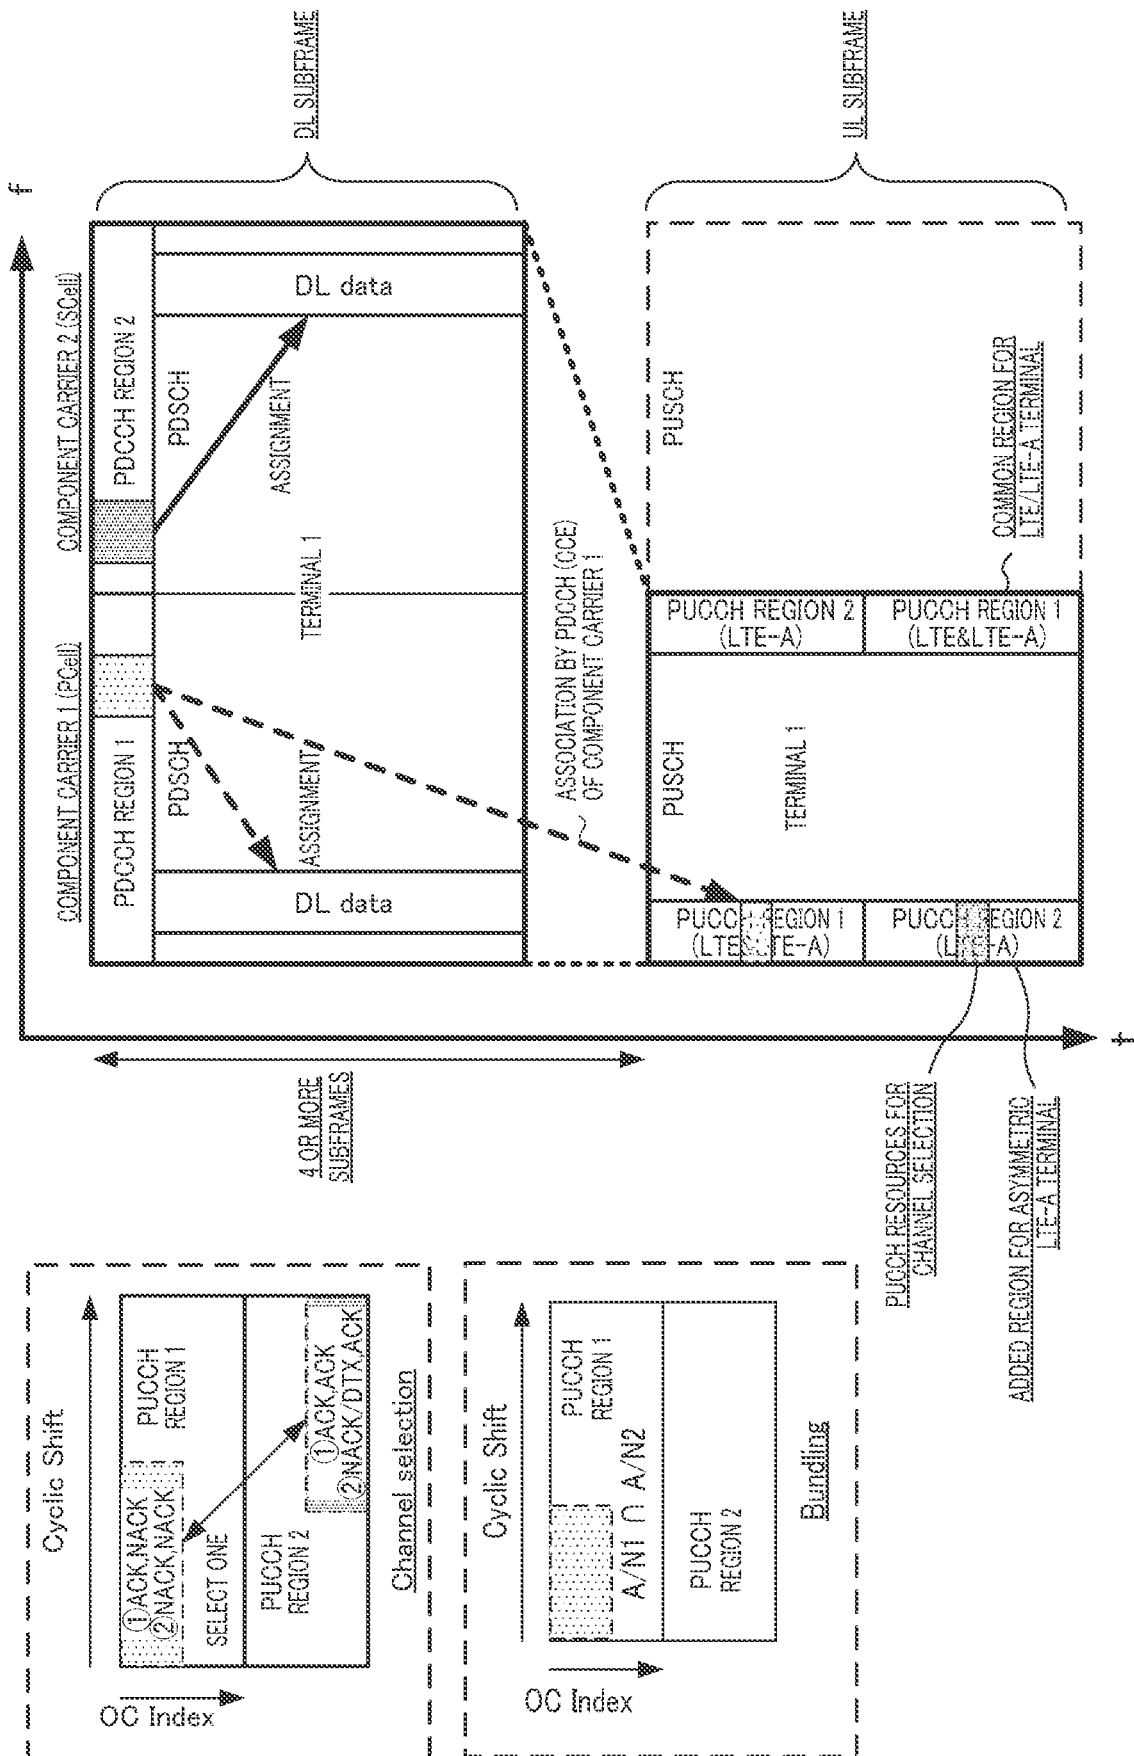 f
COMPONENT CARRIER 1 (PCell)
COMPONENT CARRIER 2 (SCell)
PDCCH REGION 1
PDCCH REGION 2
PDSCH
PDSCH
DL data
ASSIGNMENT
TERMINAL 1
ASSIGNMENT
DL data
DL SUBFRAME
4 OR MORE
SUBFRAMES
ASSOCIATION BY PDCCH (CCE)
OF COMPONENT CARRIER 1
PUCCH REGION 1
(LTE&LTE-A)
PUCCH REGION 2
(LTE-A)
PUSCH
TERMINAL 1
PUCCH REGION 2
(LTE-A)
PUCCH REGION 1
(LTE&LTE-A)
PUSCH
COMMON REGION FOR
LTE/LTE-A TERMINAL
UL SUBFRAME
PUCCH RESOURCES FOR
CHANNEL SELECTION
ADDED REGION FOR ASYMMETRIC
LTE-A TERMINAL
Cyclic Shift
OC Index
①ACK,NACK
②NACK,NACK
PUCCH
REGION 1
SELECT ONE
PUCCH
REGION 2
①ACK,ACK
②NACK/DTX,ACK
Channel selection
Cyclic Shift
OC Index
PUCCH
REGION 1
A/N1 ∩ A/N2
PUCCH
REGION 2
Bundling